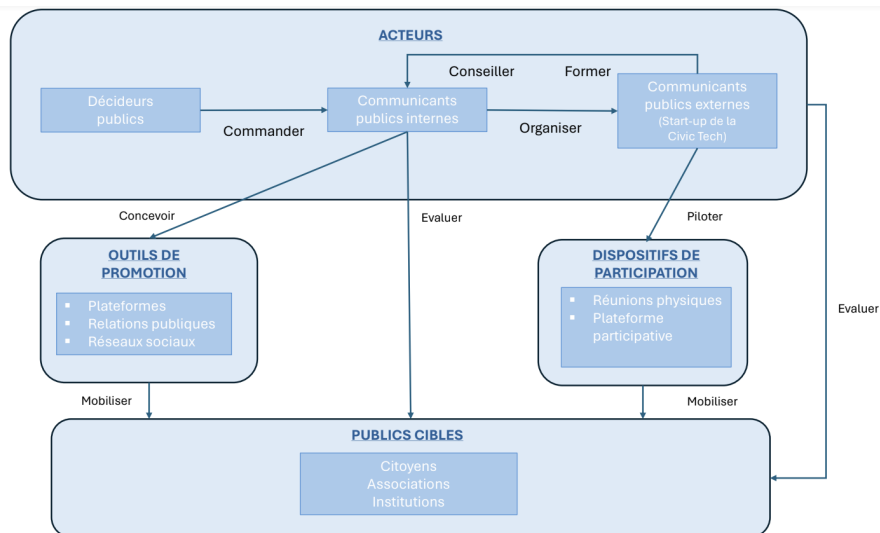 ACTEURS
Conseiller
Former
Décideurs
publics
Commander
Communicants
publics internes
Organiser
Communicants
publics externes
(Start-up de la
Civic Tech)
Concevoir
Evaluer
Piloter
OUTILS DE
PROMOTION
▪ Plateformes
▪ Relations publiques
▪ Réseaux sociaux
DISPOSITIFS DE
PARTICIPATION
▪ Réunions physiques
▪ Plateforme
participative
Evaluer
Mobiliser
Mobiliser
PUBLICS CIBLES
Citoyens
Associations
Institutions